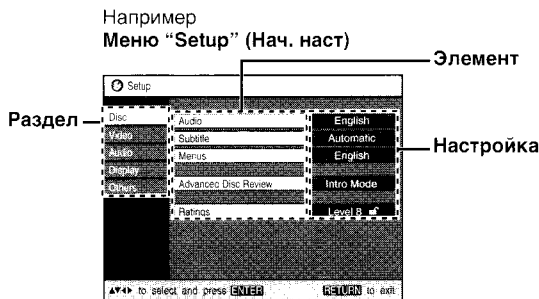 Например
Меню “Setup” (Нач. наст)
Элемент
Setup
Раздел
Disc
Audio
English
Video
Subtitle
Automatic
Настройка
Audio
Menus
English
Display
Advanced Disc Review
Intro Mode
Others
Ratings
Level 8
▲▼◄► to select and press ENTER
RETURN to exit